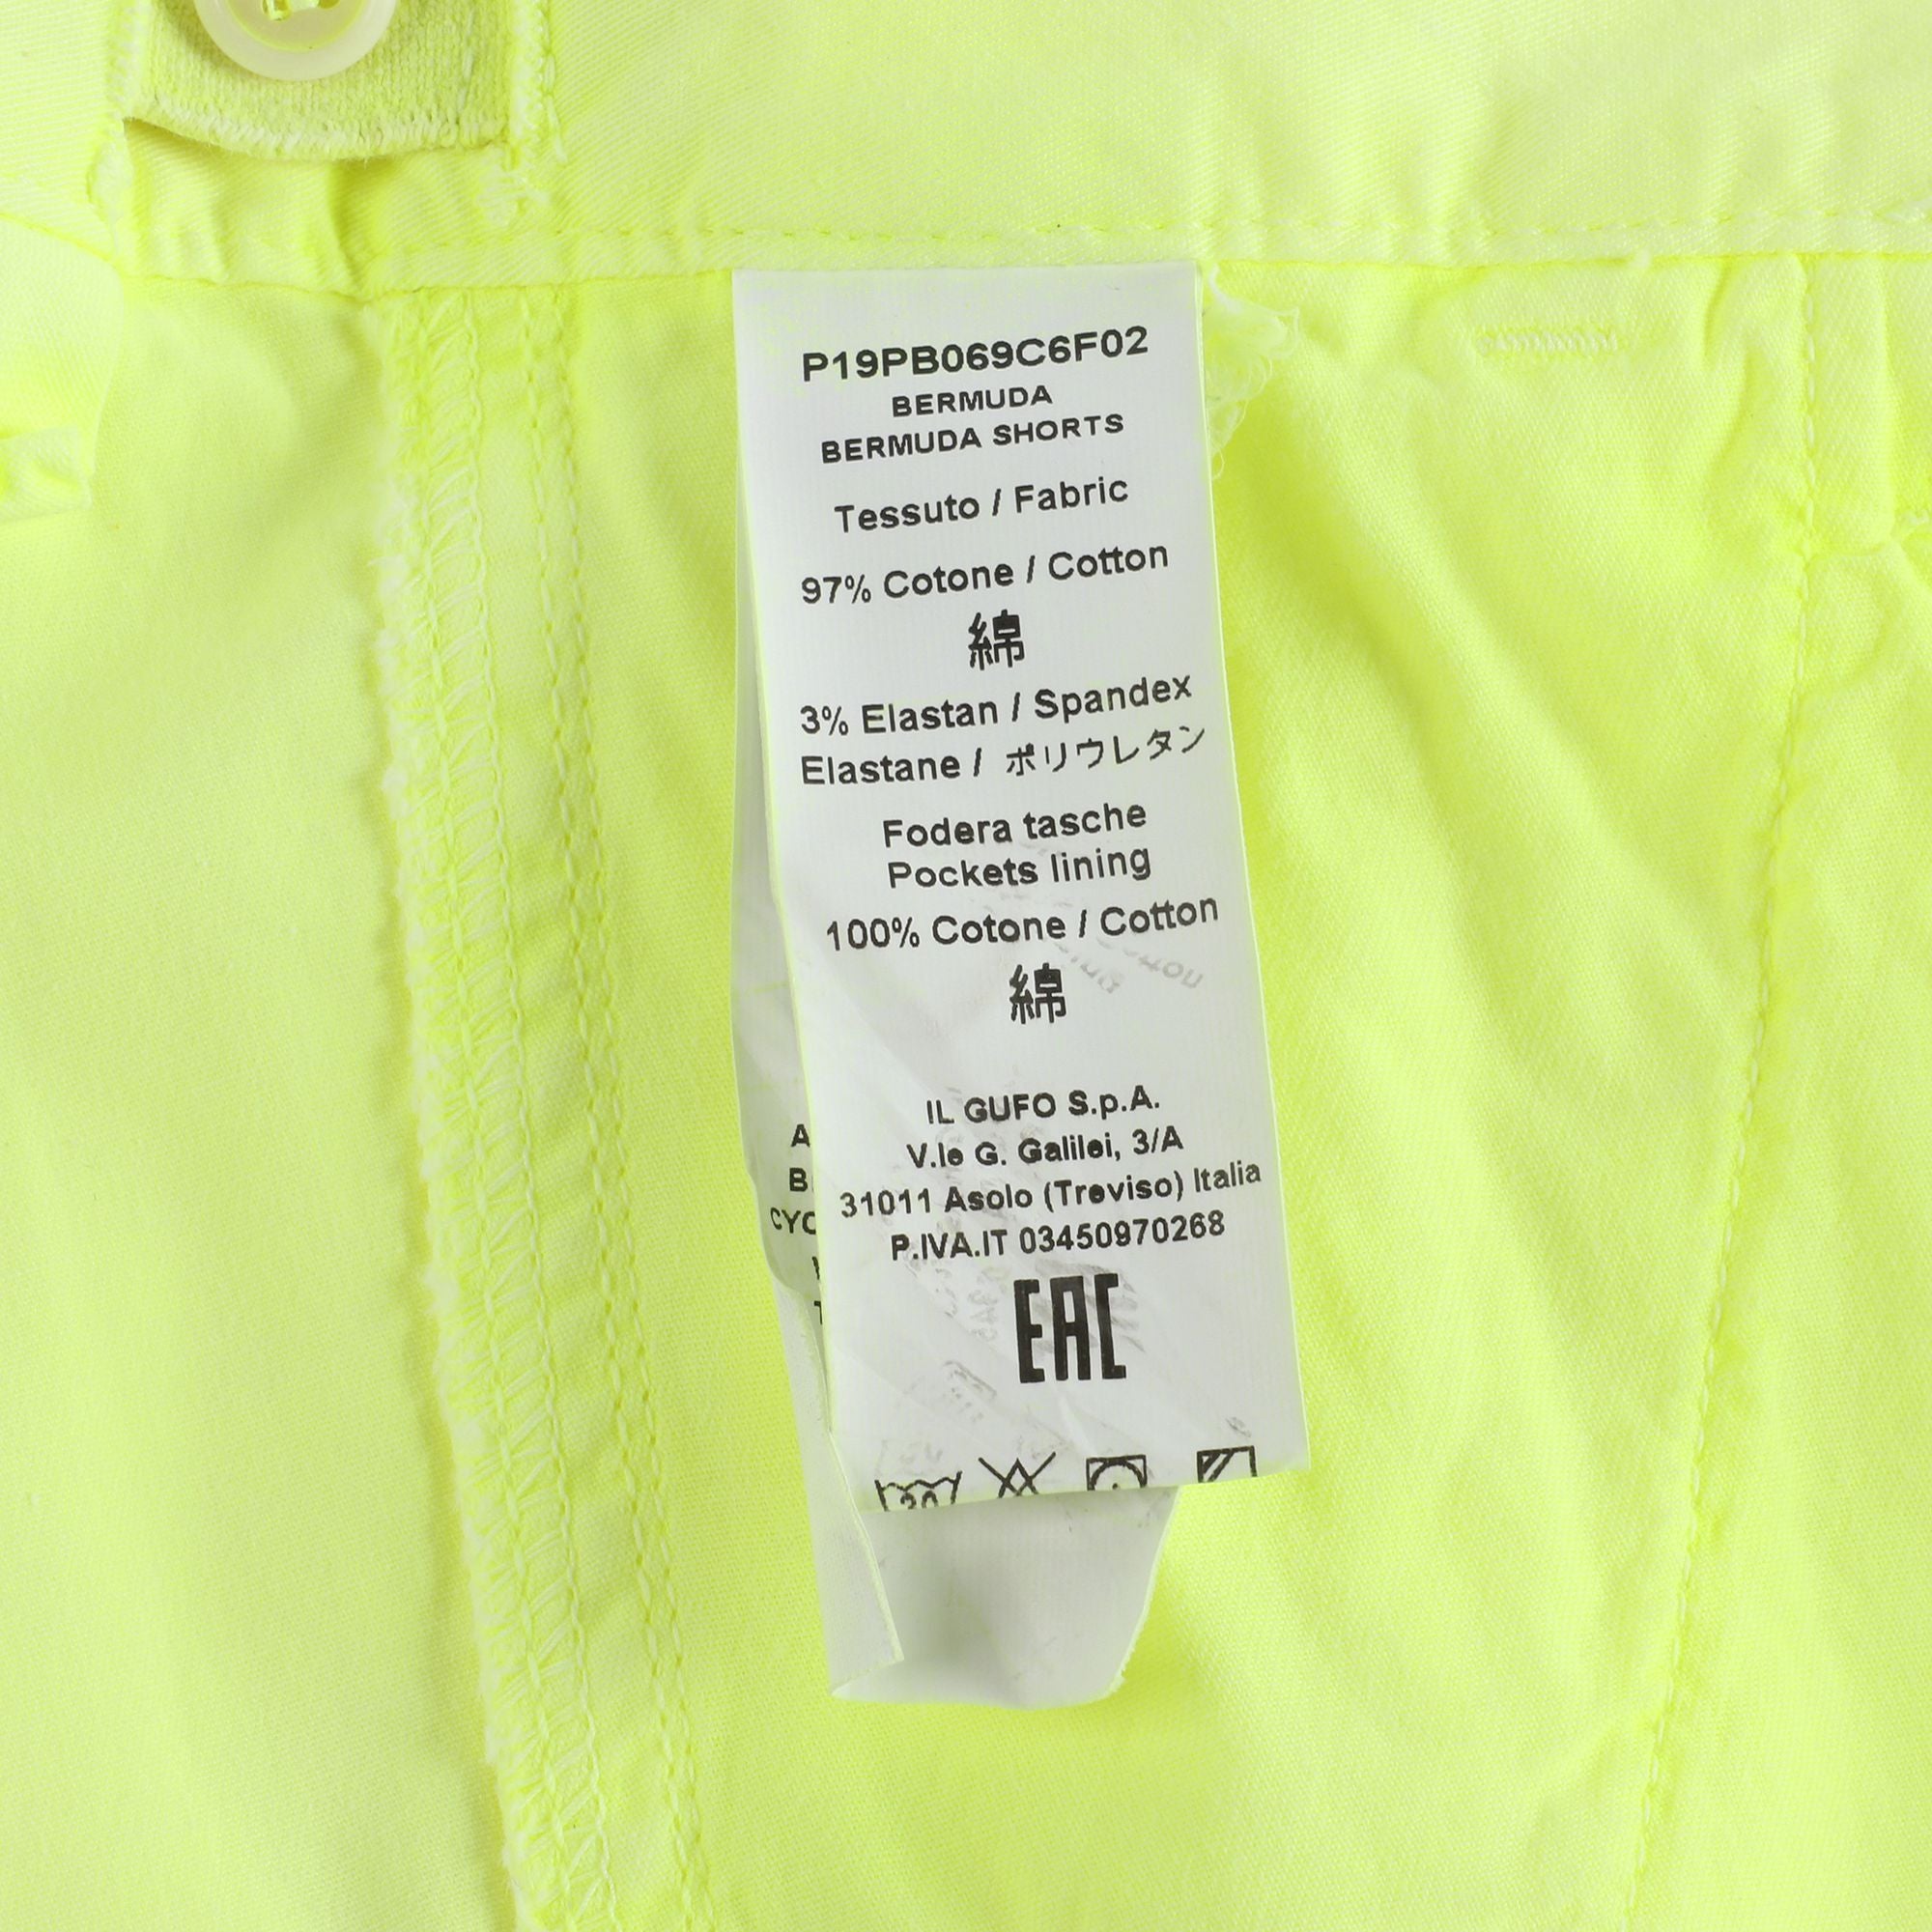 P19PB069C6F02
BERMUDA
BERMUDA SHORTS
Tessuto / Fabric
97% Cotone / Cotton
綿
3% Elastan / Spandex
Elastane / ポリウレタン
Fodera tasche
Pockets lining
100% Cotone / Cotton
綿
IL GUFO S.p.A.
V.le G. Galilei, 3/A
31011 Asolo (Treviso) Italia
P.IVA.IT 03450970268
EAC